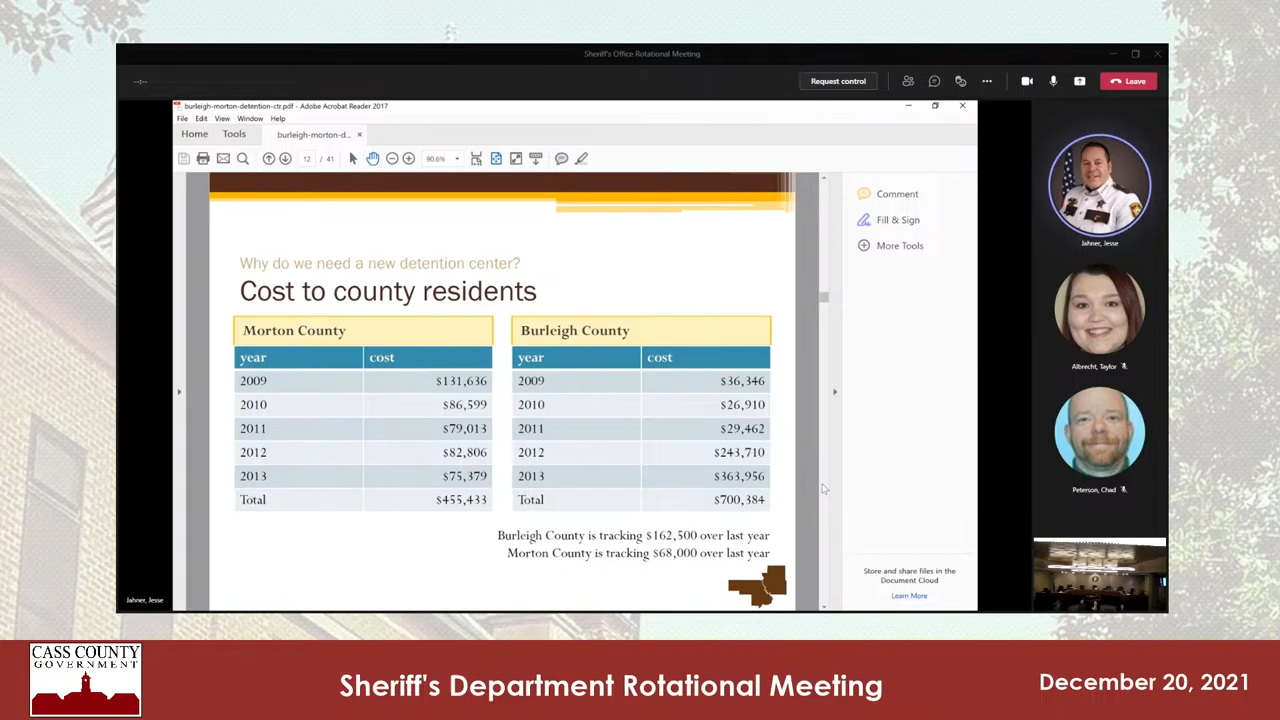 Sheriff's Office Rotational Meeting
Request control
Leave
burleigh-morton-detention-ctr.pdf - Adobe Acrobat Reader 2017
File Edit View Window Help
Home Tools burleigh-morton-d... ×
12 / 41 90.6%
Comment
Fill & Sign
More Tools
Why do we need a new detention center?
Cost to county residents
Morton County
year cost
2009 $131,636
2010 $86,599
2011 $79,013
2012 $82,806
2013 $75,379
Total $455,433
Burleigh County
year cost
2009 $36,346
2010 $26,910
2011 $29,462
2012 $243,710
2013 $363,956
Total $700,384
Burleigh County is tracking $162,500 over last year
Morton County is tracking $68,000 over last year
Store and share files in the
Document Cloud
Learn More
Jahner, Jesse
Albrecht, Taylor
Peterson, Chad
Jahner, Jesse
CASS COUNTY
GOVERNMENT
Sheriff's Department Rotational Meeting
December 20, 2021